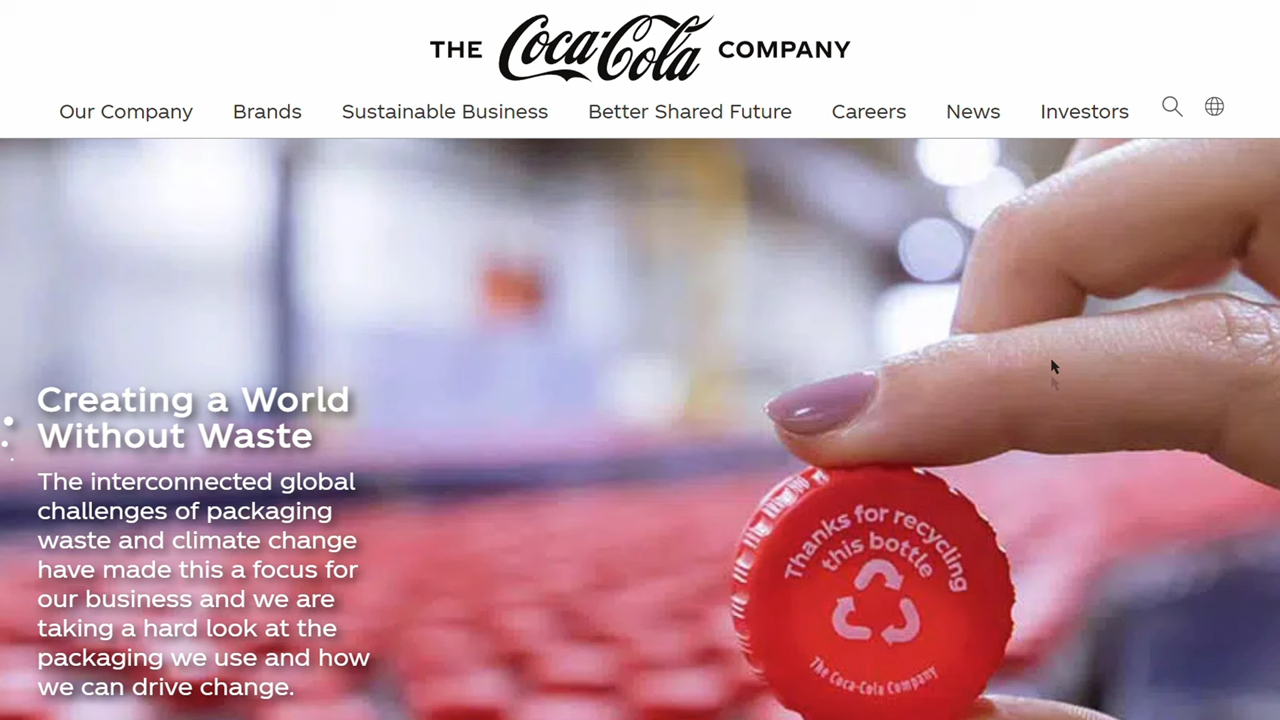 THE Coca-Cola COMPANY
Our Company Brands Sustainable Business Better Shared Future Careers News Investors
Creating a World
Without Waste
The interconnected global
challenges of packaging
waste and climate change
have made this a focus for
our business and we are
taking a hard look at the
packaging we use and how
we can drive change.
Thanks for recycling
this bottle
The Coca-Cola Company